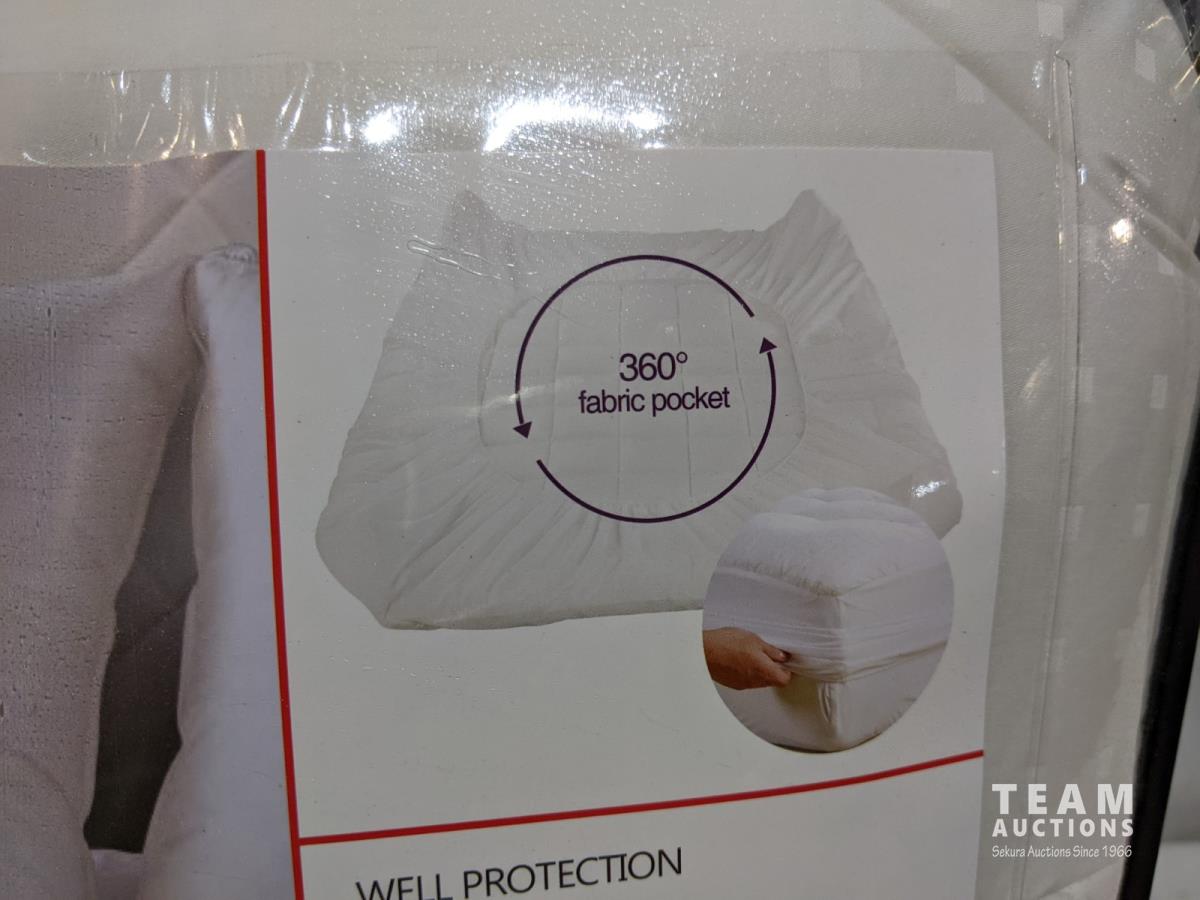 360°
fabric pocket
WELL PROTECTION
TEAM
AUCTIONS
Sekura Auctions Since 1966